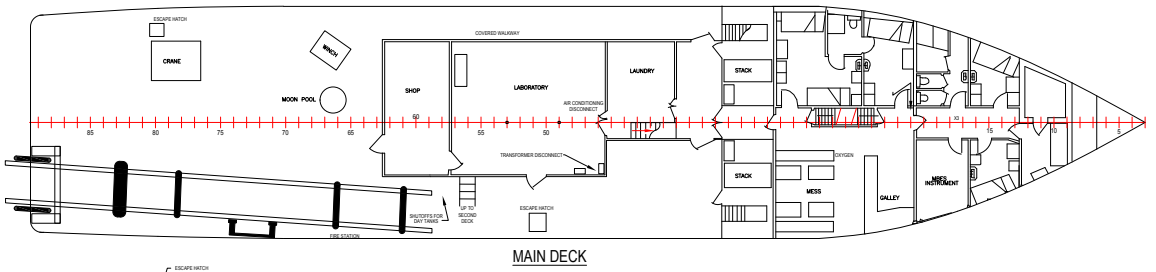 ESCAPE HATCH
CRANE
WINCH
MOON POOL
COVERED WALKWAY
SHOP
LABORATORY
LAUNDRY
STACK
AIR CONDITIONING
DISCONNECT
85
80
75
70
65
60
55
50
X3
15
10
5
TRANSFORMER DISCONNECT
OXYGEN
STACK
MESS
GALLEY
MBES
INSTRUMENT
SHUTOFFS FOR
DAY TANKS
UP TO
SECOND
DECK
ESCAPE HATCH
FIRE STATION
MAIN DECK
ESCAPE HATCH